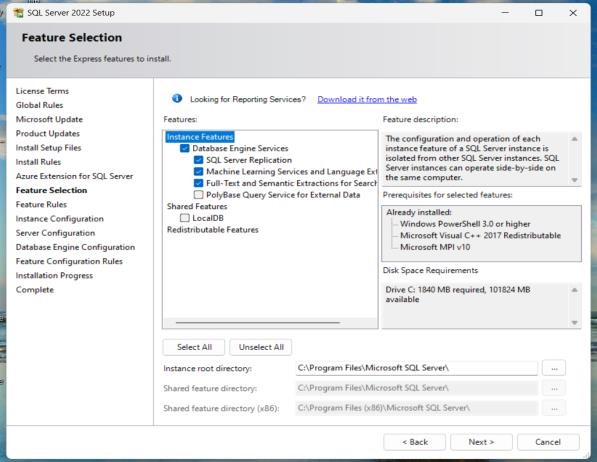 SQL Server 2022 Setup
Feature Selection
Select the Express features to install.
License Terms
Global Rules
Microsoft Update
Product Updates
Install Setup Files
Install Rules
Azure Extension for SQL Server
Feature Selection
Feature Rules
Instance Configuration
Server Configuration
Database Engine Configuration
Feature Configuration Rules
Installation Progress
Complete
Looking for Reporting Services? Download it from the web
Features:
Instance Features
Database Engine Services
SQL Server Replication
Machine Learning Services and Language Ext
Full-Text and Semantic Extractions for Search
PolyBase Query Service for External Data
Shared Features
LocalDB
Redistributable Features
Feature description:
The configuration and operation of each
instance feature of a SQL Server instance is
isolated from other SQL Server instances. SQL
Server instances can operate side-by-side on
the same computer.
Prerequisites for selected features:
Already installed:
Windows PowerShell 3.0 or higher
Microsoft Visual C++ 2017 Redistributable
Microsoft MPI v10
Disk Space Requirements
Drive C: 1840 MB required, 101824 MB
available
Select All
Unselect All
Instance root directory: C:\Program Files\Microsoft SQL Server\ ...
Shared feature directory: C:\Program Files\Microsoft SQL Server\ ...
Shared feature directory (x86): C:\Program Files (x86)\Microsoft SQL Server\ ...
< Back
Next >
Cancel